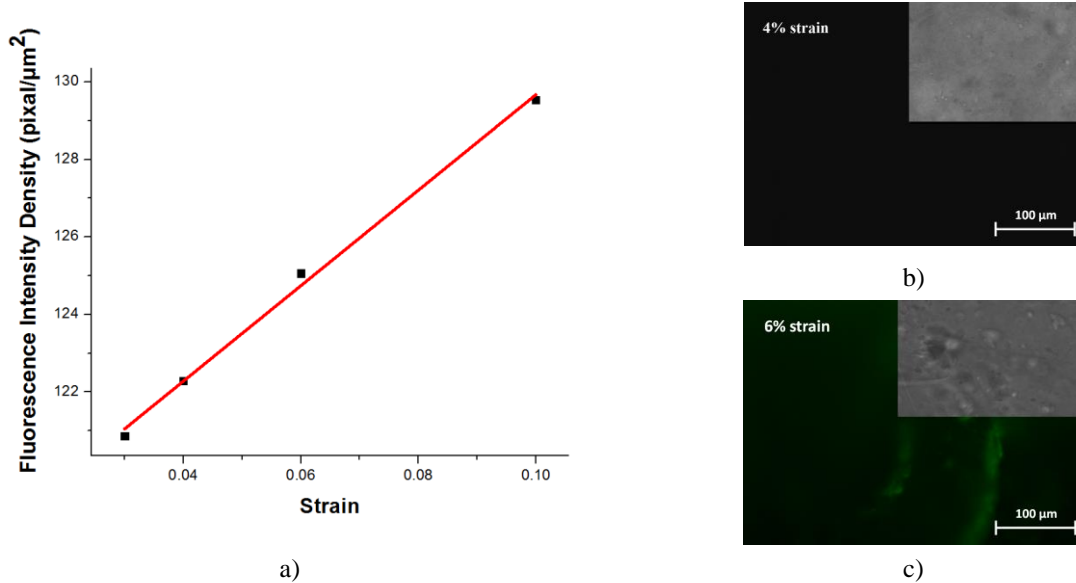 Fluorescence Intensity Density (pixal/µm²)
130
128
126
124
122
0.04
0.06
0.08
0.10
Strain
a)
4% strain
100 µm
b)
6% strain
100 µm
c)